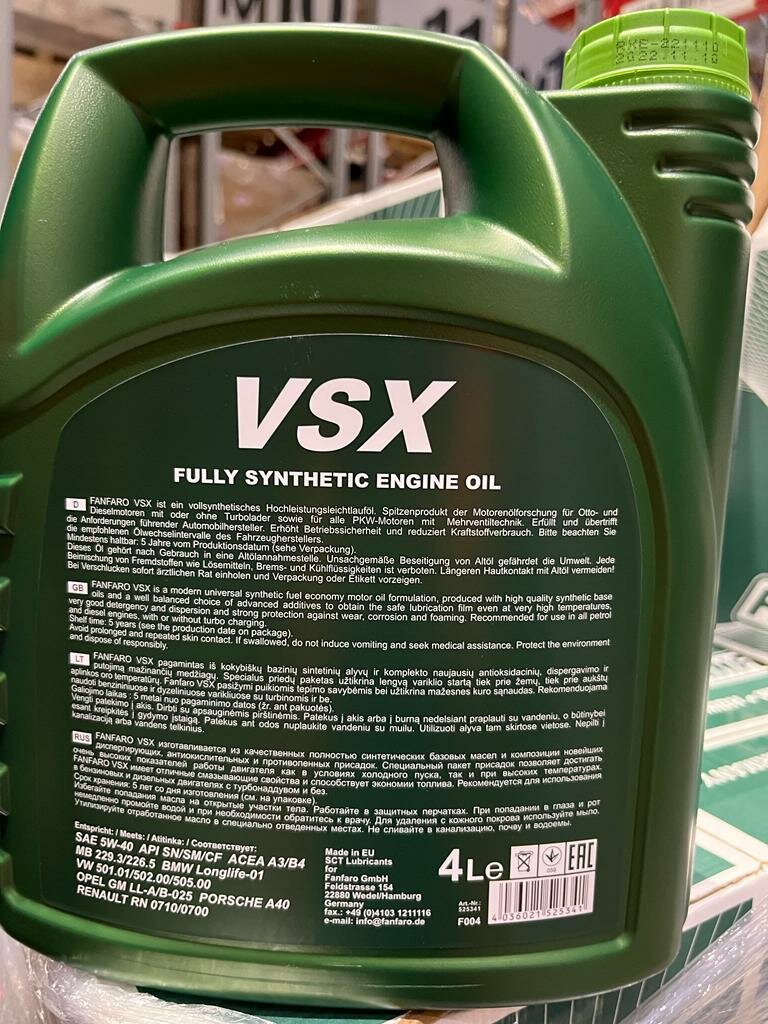 VSX
FULLY SYNTHETIC ENGINE OIL
D FANFARO VSX ist ein vollsynthetisches Hochleistungsleichtlauföl. Spitzenprodukt der Motorenölforschung für Otto- und
Dieselmotoren mit oder ohne Turbolader sowie für alle PKW-Motoren mit Mehrventiltechnik. Erfüllt und übertrifft
die Anforderungen führender Automobilhersteller. Erhöht Betriebssicherheit und reduziert Kraftstoffverbrauch. Bitte beachten Sie
die empfohlenen Ölwechselintervalle des Fahrzeugherstellers.
Mindestens haltbar: 5 Jahre vom Produktionsdatum (sehe Verpackung).
Dieses Öl gehört nach Gebrauch in eine Altölannahmestelle. Unsachgemäße Beseitigung von Altöl gefährdet die Umwelt. Jede
Beimischung von Fremdstoffen wie Lösemitteln, Brems- und Kühlflüssigkeiten ist verboten. Längeren Hautkontakt mit Altöl vermeiden!
Bei Verschlucken sofort ärztlichen Rat einholen und Verpackung oder Etikett vorzeigen.
GB FANFARO VSX is a modern universal synthetic fuel economy motor oil formulation, produced with high quality synthetic base
oils and a well balanced choice of advanced additives to obtain the safe lubrication film even at very high temperatures,
very good detergency and dispersion and strong protection against wear, corrosion and foaming. Recommended for use in all petrol
and diesel engines, with or without turbo charging.
Shelf time: 5 years (see the production date on package).
Avoid prolonged and repeated skin contact. If swallowed, do not induce vomiting and seek medical assistance. Protect the environment
and dispose of responsibly.
LT FANFARO VSX pagamintas iš kokybiškų bazinių sintetinių alyvų ir komplekto naujausių antioksidacinių, dispergavimo ir
putojimą mažinančių medžiagų. Specialus priedų paketas užtikrina lengvą variklio startą tiek prie žemų, tiek prie aukštų
aplinkos oro temperatūrų. Fanfaro VSX pasižymi puikiomis tepimo savybėmis bei užtikrina mažesnes kuro sąnaudas. Rekomenduojama
naudoti benzininiuose ir dyzeliniuose varikliuose su turbinomis ir be.
Galiojimo laikas : 5 metai nuo pagaminimo datos (žr. ant pakuotės).
Vengti patekimo į akis. Dirbti su apsauginėmis pirštinėmis. Patekus į akis arba į burną nedelsiant praplauti su vandeniu, o būtinybei
esant kreipkitės į gydymo įstaigą. Patekus ant odos nuplaukite vandeniu su muilu. Utilizuoti alyva tam skirtose vietose. Nepilti į
kanalizaciją arba vandens telkinius.
RUS FANFARO VSX изготавливается из качественных полностью синтетических базовых масел и композиции новейших
диспергирующих, антиокислительных и противопенных присадок. Специальный пакет присадок позволяет достигать
очень высоких показателей работы двигателя как в условиях холодного пуска, так и при высоких температурах.
FANFARO VSX имеет отличные смазывающие свойства и способствует экономии топлива. Рекомендуется для использования
в бензиновых и дизельных двигателях с турбонаддувом и без.
Срок хранения: 5 лет со дня изготовления (см. на упаковке).
Избегайте попадания масла на открытые участки тела. Работайте в защитных перчатках. При попадании в глаза и рот
немедленно промойте водой и при необходимости обратитесь к врачу. Для удаления с кожного покрова используйте мыло.
Утилизируйте отработанное масло в специально отведенных местах. Не сливайте в канализацию, почву и водоемы.
Entspricht: / Meets: / Atitinka: / Соответствует:
SAE 5W-40 API SN/SM/CF ACEA A3/B4
MB 229.3/226.5 BMW Longlife-01
VW 501.01/502.00/505.00
OPEL GM LL-A/B-025 PORSCHE A40
RENAULT RN 0710/0700
Made in EU
SCT Lubricants
for
Fanfaro GmbH
Feldstrasse 154
22880 Wedel/Hamburg
Germany
fax.: +49 (0)4103 1211116
e-mail: info@fanfaro.de
4Le
059
EAC
Art.-Nr.:
525341
F004
4 036021 525341